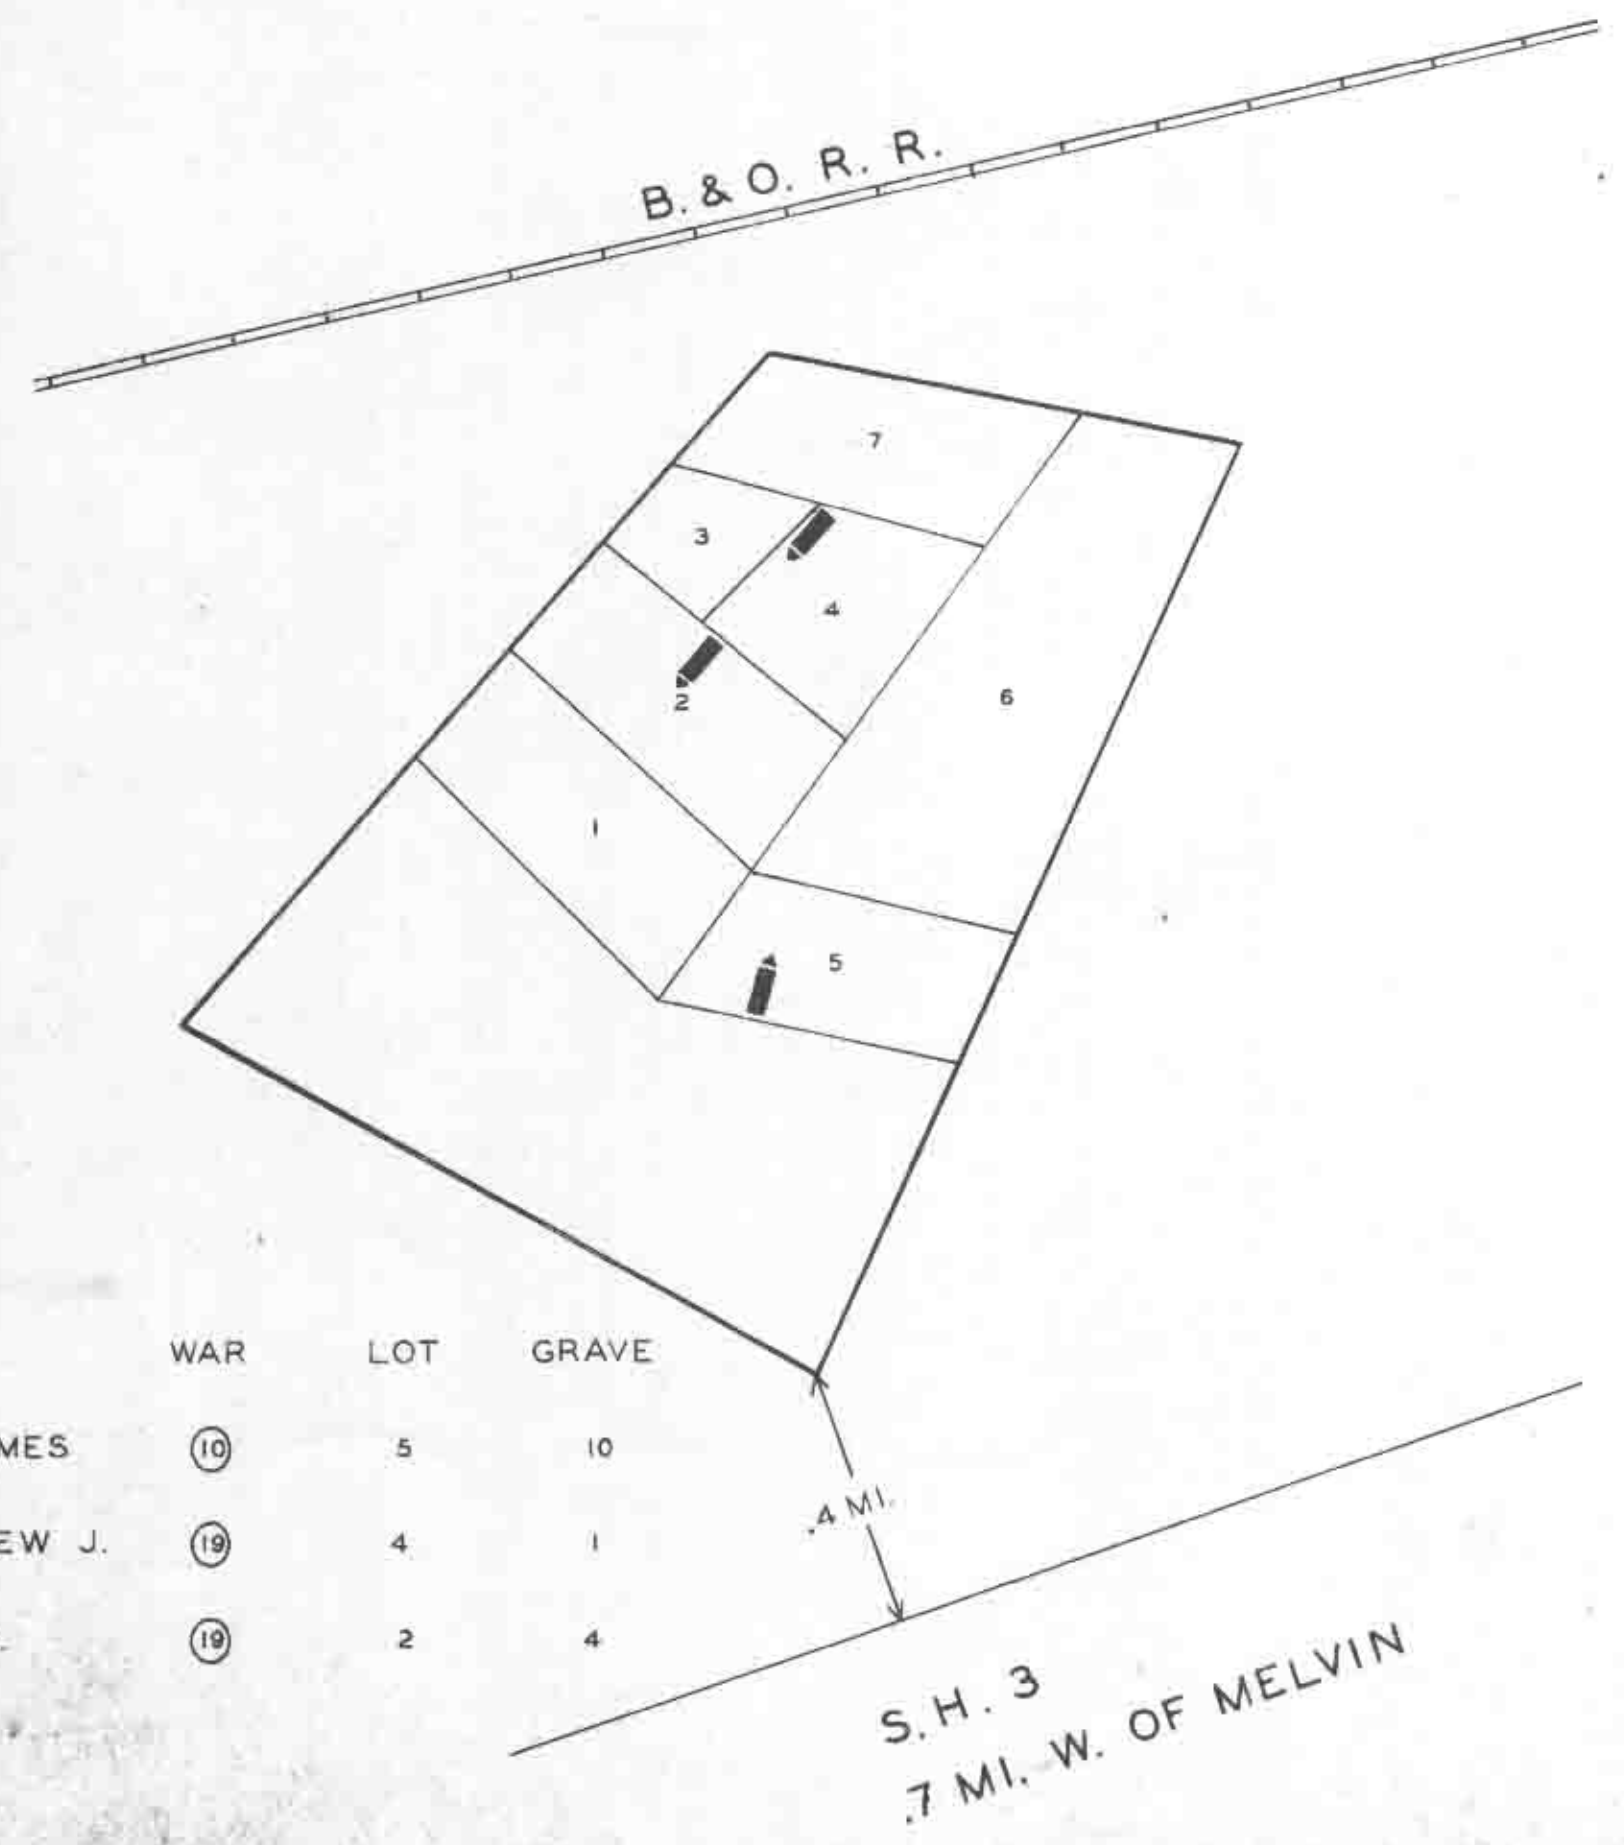 B. & O. R. R.
7
3
4
2
6
1
5
WAR LOT GRAVE
MES 10 5 10
EW J. 19 4 1
19 2 4
.4 MI.
S. H. 3
.7 MI. W. OF MELVIN